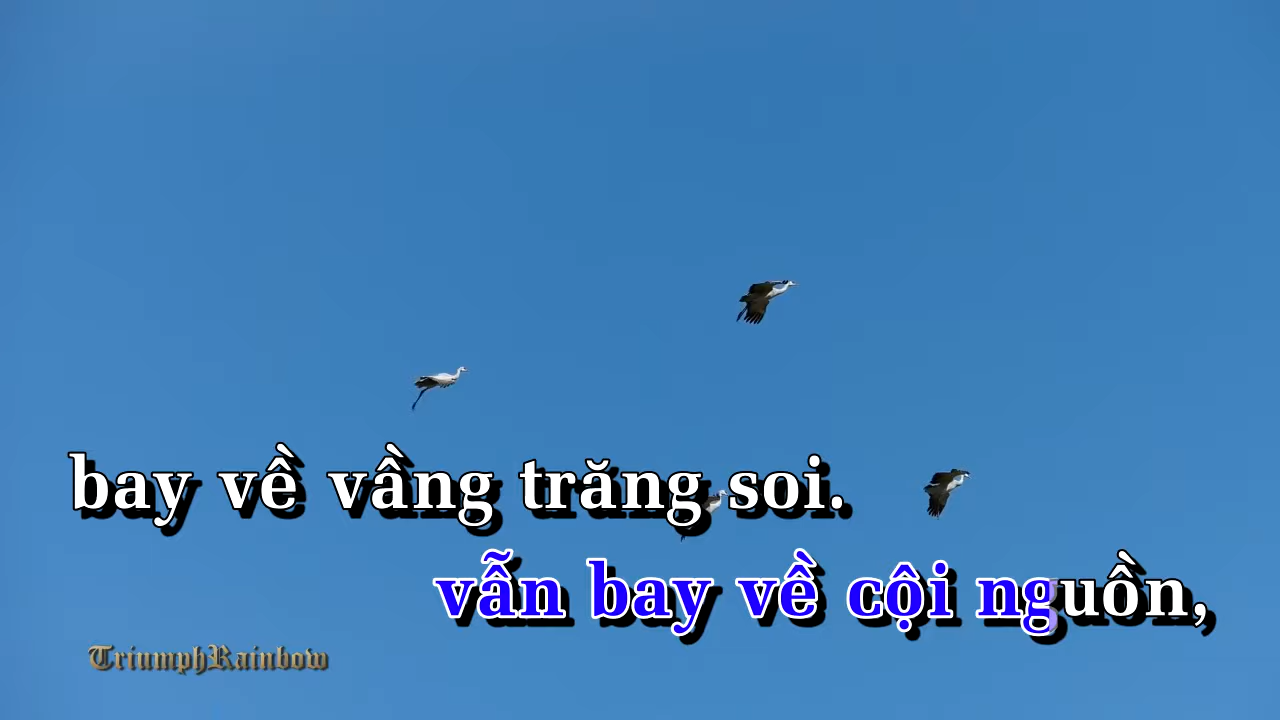 bay về vầng trăng soi.
vẫn bay về cội nguồn,
TriumphRainbow